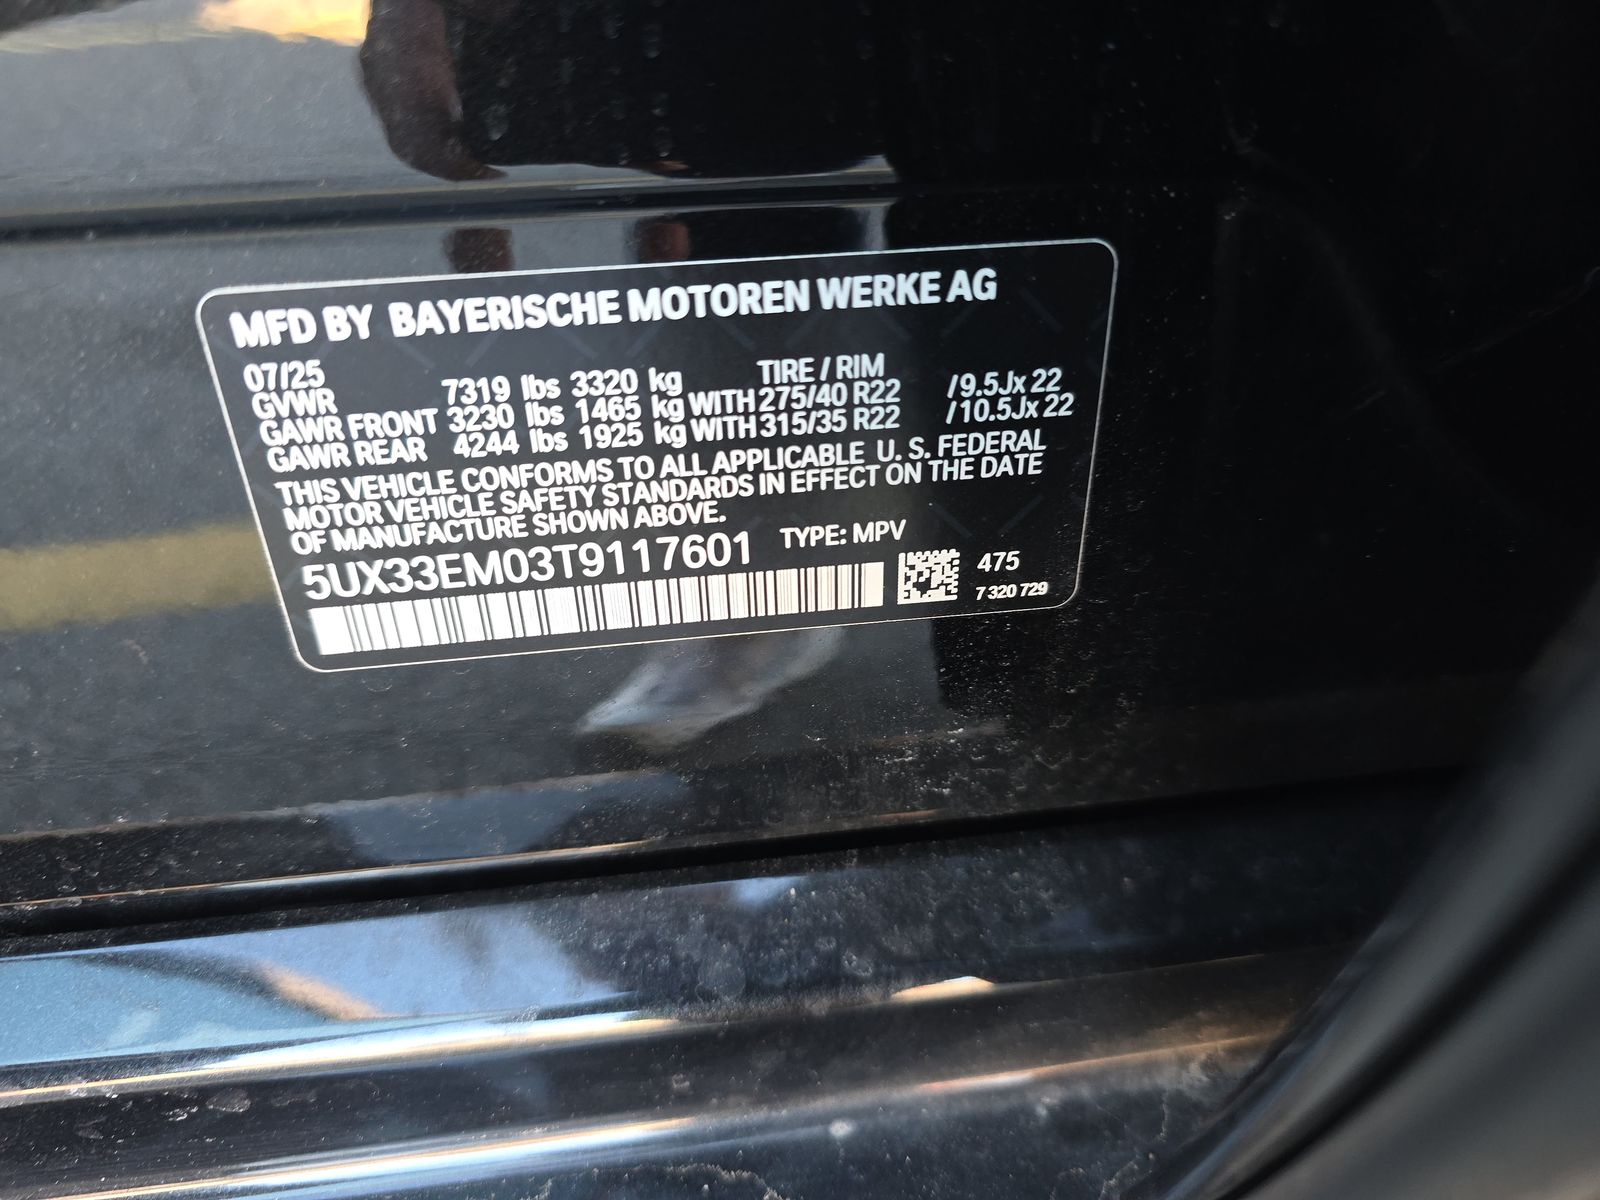 MFD BY BAYERISCHE MOTOREN WERKE AG
07/25 TIRE / RIM
GVWR 7319 lbs 3320 kg
GAWR FRONT 3230 lbs 1465 kg WITH 275/40 R22 /9.5Jx 22
GAWR REAR 4244 lbs 1925 kg WITH 315/35 R22 /10.5Jx 22
THIS VEHICLE CONFORMS TO ALL APPLICABLE U. S. FEDERAL
MOTOR VEHICLE SAFETY STANDARDS IN EFFECT ON THE DATE
OF MANUFACTURE SHOWN ABOVE.
5UX33EM03T9117601 TYPE: MPV
475
7 320 729